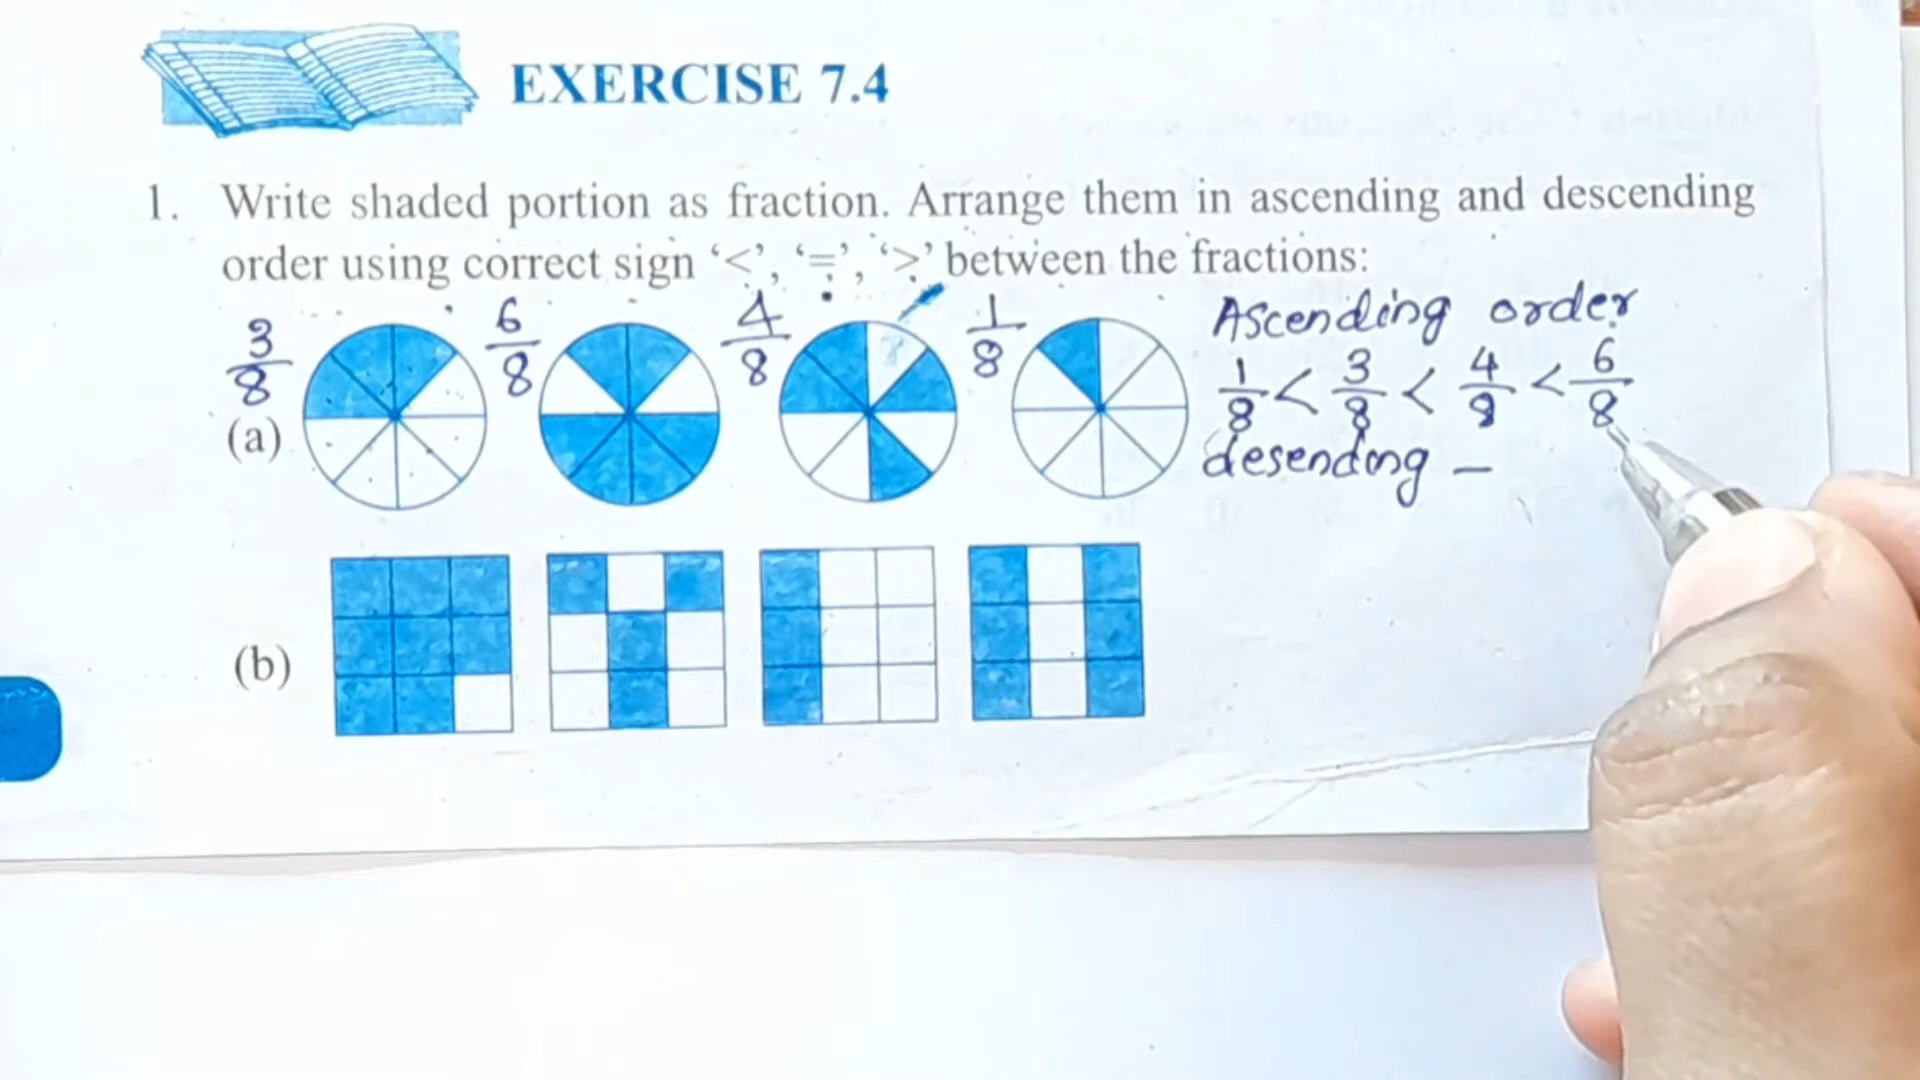 EXERCISE 7.4
1. Write shaded portion as fraction. Arrange them in ascending and descending
order using correct sign ‘<’, ‘=’, ‘>’ between the fractions:
3/8 6/8 4/8 1/8
(a)
Ascending order
1/8 < 3/8 < 4/8 < 6/8
desending –
(b)